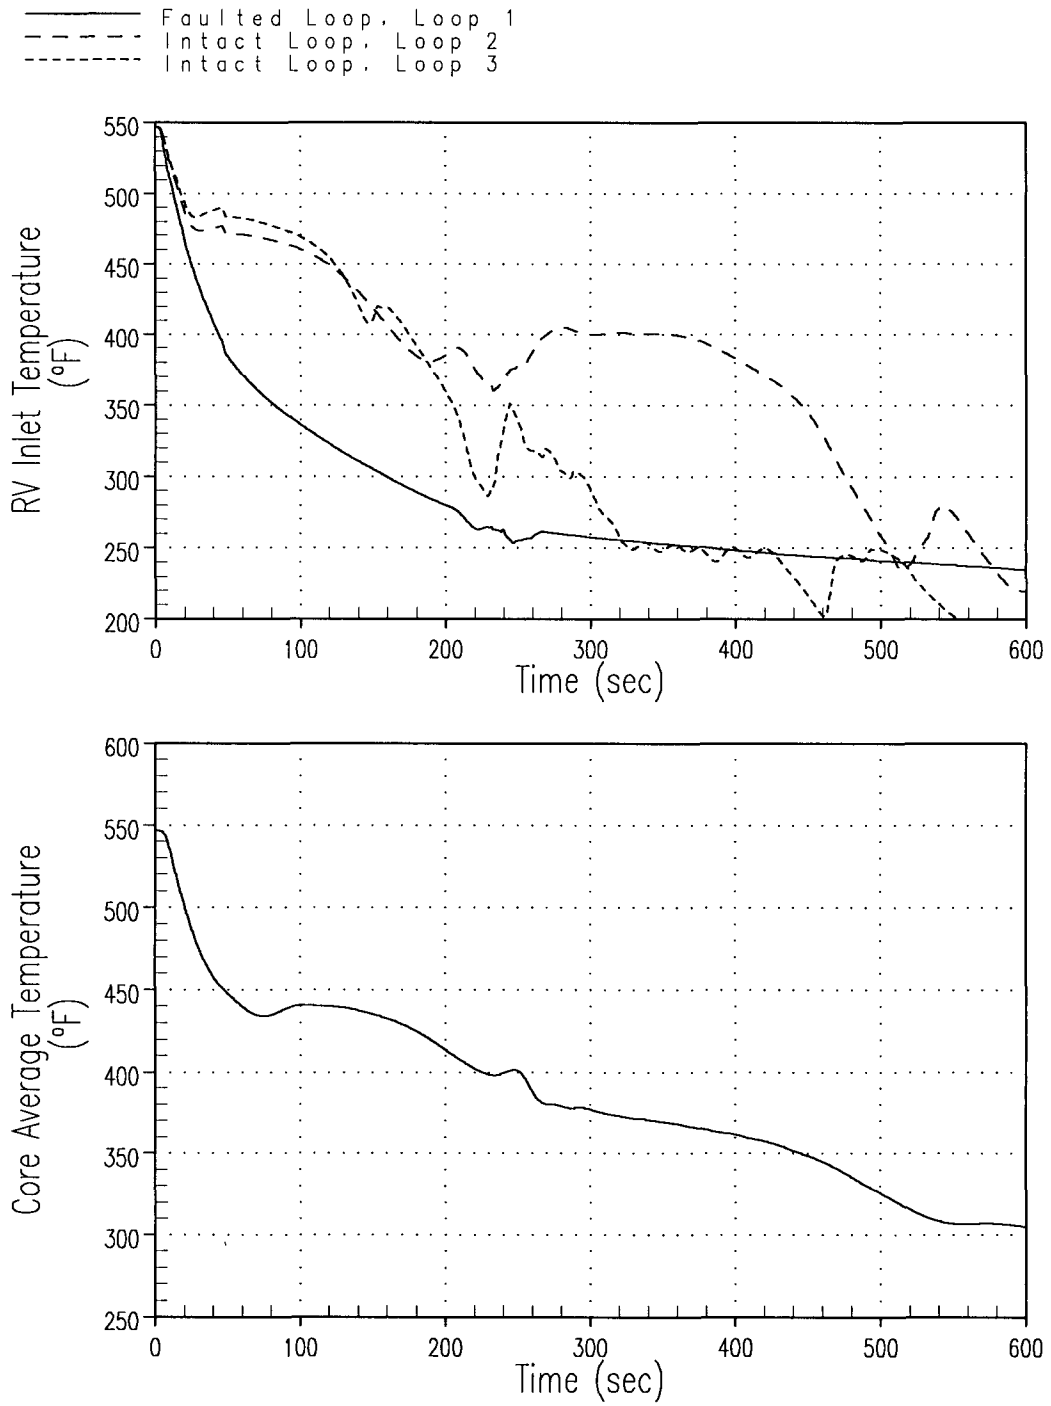 Faulted Loop, Loop 1
Intact Loop, Loop 2
Intact Loop, Loop 3
550
500
450
400
350
300
250
200
RV Inlet Temperature
(°F)
0 100 200 300 400 500 600
Time (sec)
600
550
500
450
400
350
300
250
Core Average Temperature
(°F)
0 100 200 300 400 500 600
Time (sec)